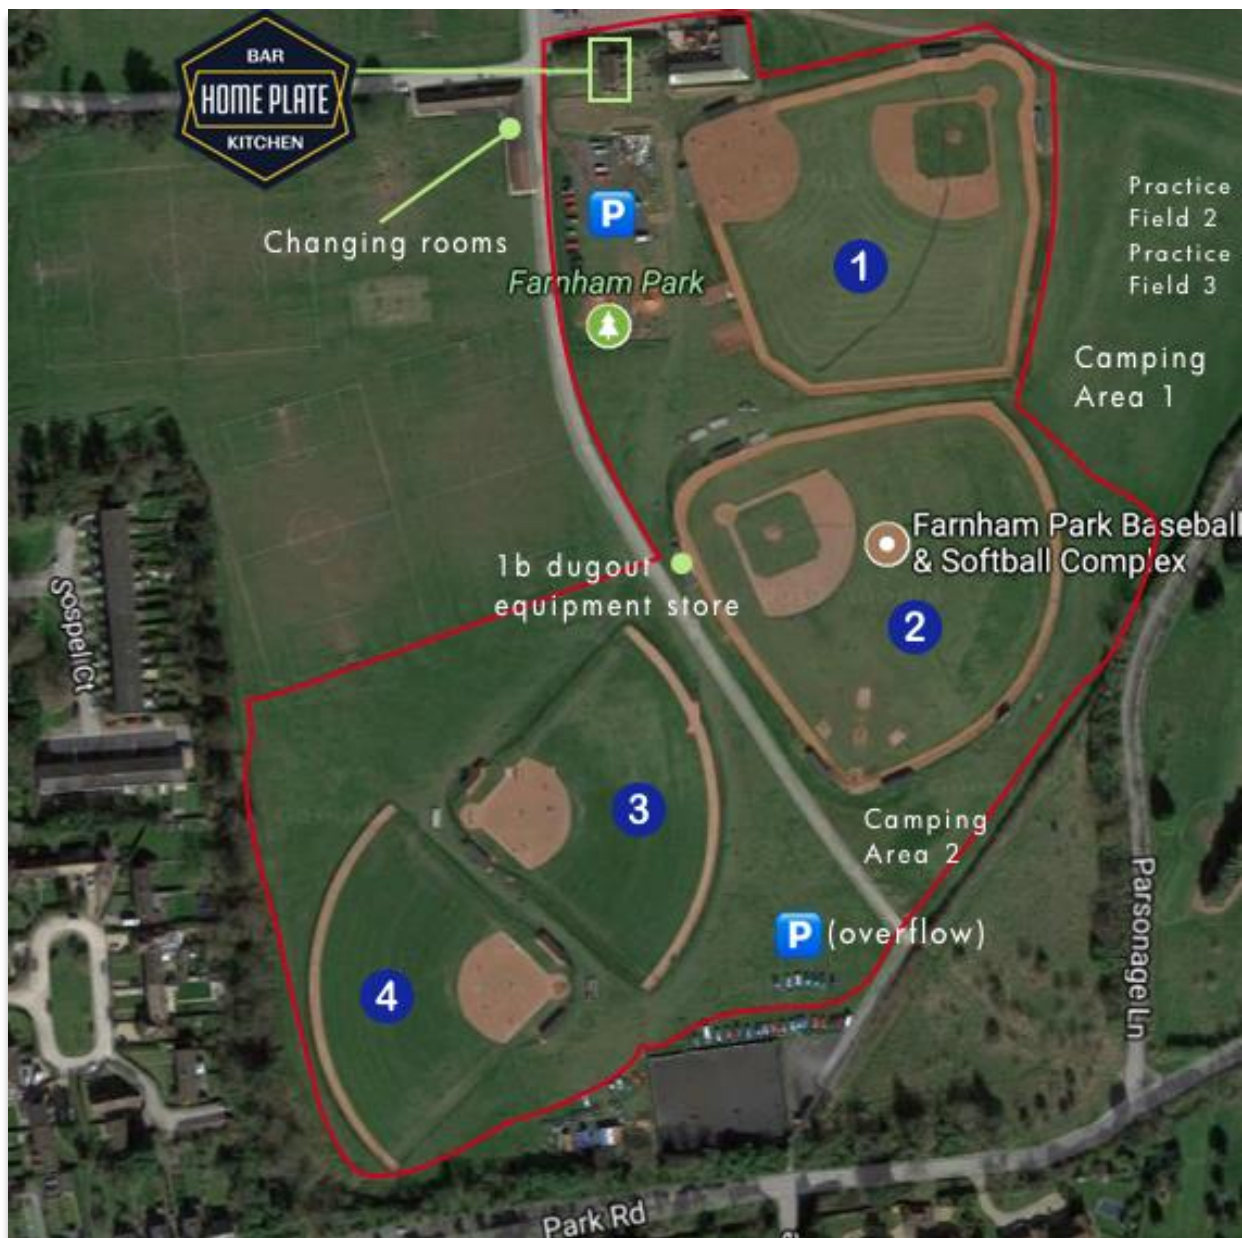 BAR
HOME PLATE
KITCHEN
Changing rooms
P
Farnham Park
1
Practice
Field 2
Practice
Field 3
Camping
Area 1
Farnham Park Baseball
& Softball Complex
1b dugout
equipment store
2
Sospel Ct
3
Camping
Area 2
P (overflow)
4
Parsonage Ln
Park Rd